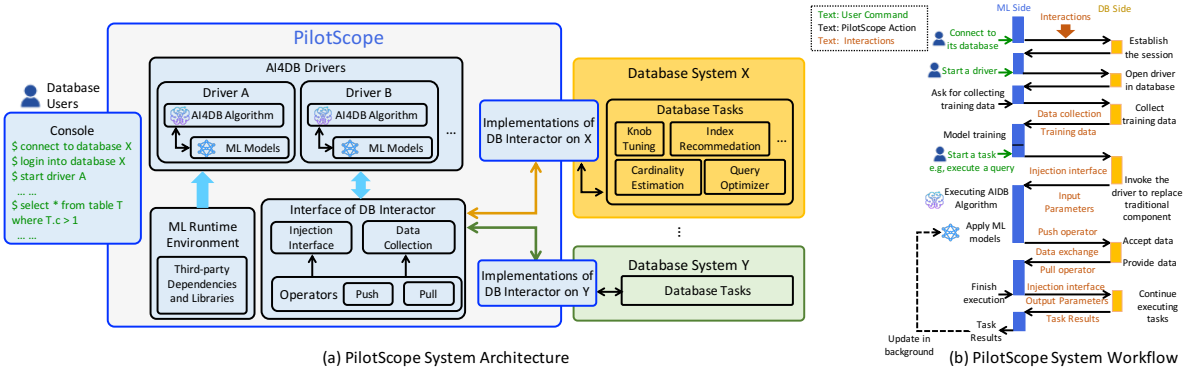 PilotScope
AI4DB Drivers
Driver A
AI4DB Algorithm
ML Models
Driver B
AI4DB Algorithm
ML Models
...
Database
Users
Console
$ connect to database X
$ login into database X
$ start driver A
... ...
$ select * from table T
where T.c > 1
... ...
ML Runtime
Environment
Third-party
Dependencies
and Libraries
Interface of DB Interactor
Injection
Interface
Data
Collection
Operators
Push
Pull
Implementations of
DB Interactor on X
Implementations of
DB Interactor on Y
Database System X
Database Tasks
Knob
Tuning
Index
Recommedation
...
Cardinality
Estimation
Query
Optimizer
...
Database System Y
Database Tasks
(a) PilotScope System Architecture
Text: User Command
Text: PilotScope Action
Text: Interactions
ML Side
DB Side
Interactions
Connect to
its database
Establish
the session
Start a driver
Open driver
in database
Ask for collecting
training data
Data collection
Training data
Collect
training data
Model training
Start a task
e.g, execute a query
Injection interface
Invoke the
driver to replace
traditional
component
Executing AIDB
Algorithm
Input
Parameters
Apply ML
models
Push operator
Accept data
Data exchange
Provide data
Pull operator
Finish
execution
Injection interface
Output Parameters
Continue
executing
tasks
Task Results
Task
Results
Update in
background
(b) PilotScope System Workflow